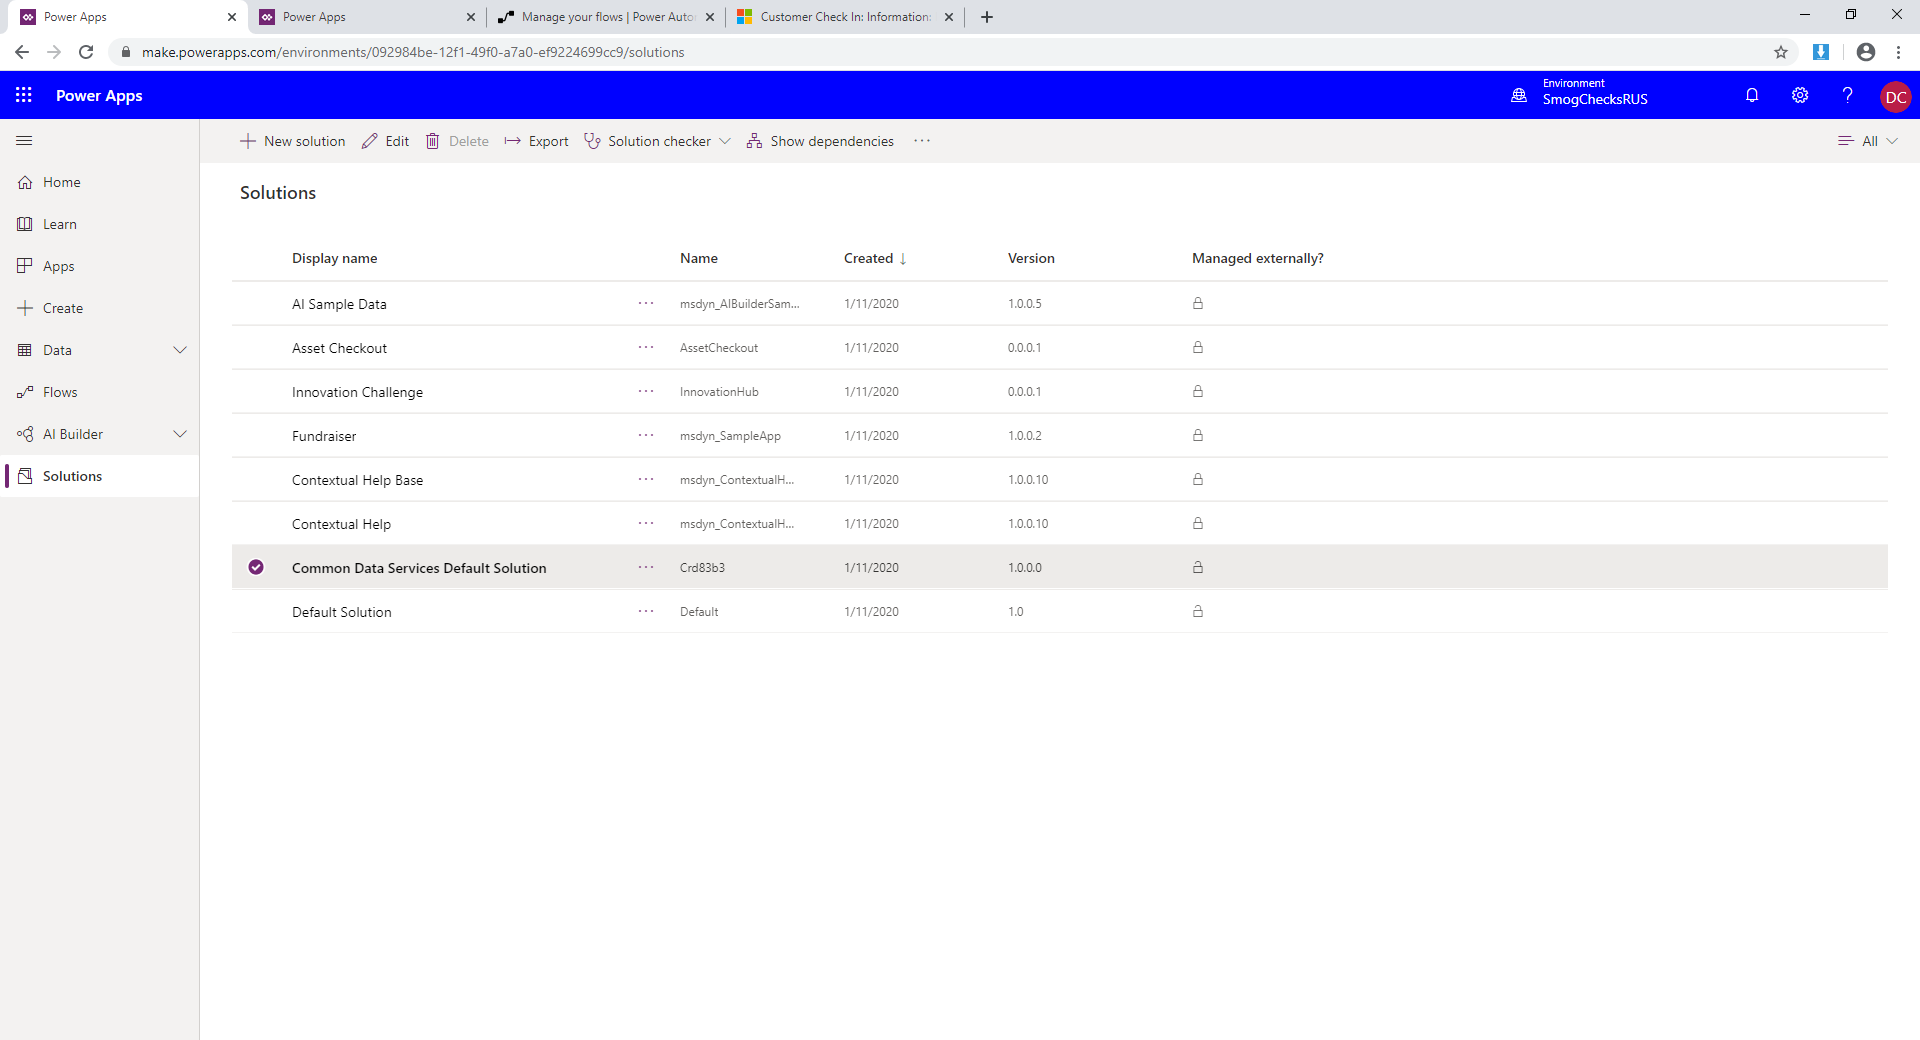 Power Apps
Power Apps
Manage your flows | Power Auto
Customer Check In: Information:
make.powerapps.com/environments/092984be-12f1-49f0-a7a0-ef9224699cc9/solutions
Power Apps
Environment
SmogChecksRUS
?
DC
New solution
Edit
Delete
Export
Solution checker
Show dependencies
...
All
Home
Learn
Apps
Create
Data
Flows
AI Builder
Solutions
Solutions
Display name Name Created ↓ Version Managed externally?
AI Sample Data ... msdyn_AIBuilderSam... 1/11/2020 1.0.0.5
Asset Checkout ... AssetCheckout 1/11/2020 0.0.0.1
Innovation Challenge ... InnovationHub 1/11/2020 0.0.0.1
Fundraiser ... msdyn_SampleApp 1/11/2020 1.0.0.2
Contextual Help Base ... msdyn_ContextualH... 1/11/2020 1.0.0.10
Contextual Help ... msdyn_ContextualH... 1/11/2020 1.0.0.10
Common Data Services Default Solution ... Crd83b3 1/11/2020 1.0.0.0
Default Solution ... Default 1/11/2020 1.0